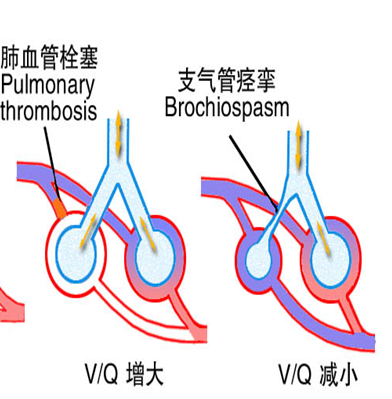 肺血管栓塞
Pulmonary
thrombosis
支气管痉挛
Brochiospasm
V/Q 增大
V/Q 减小